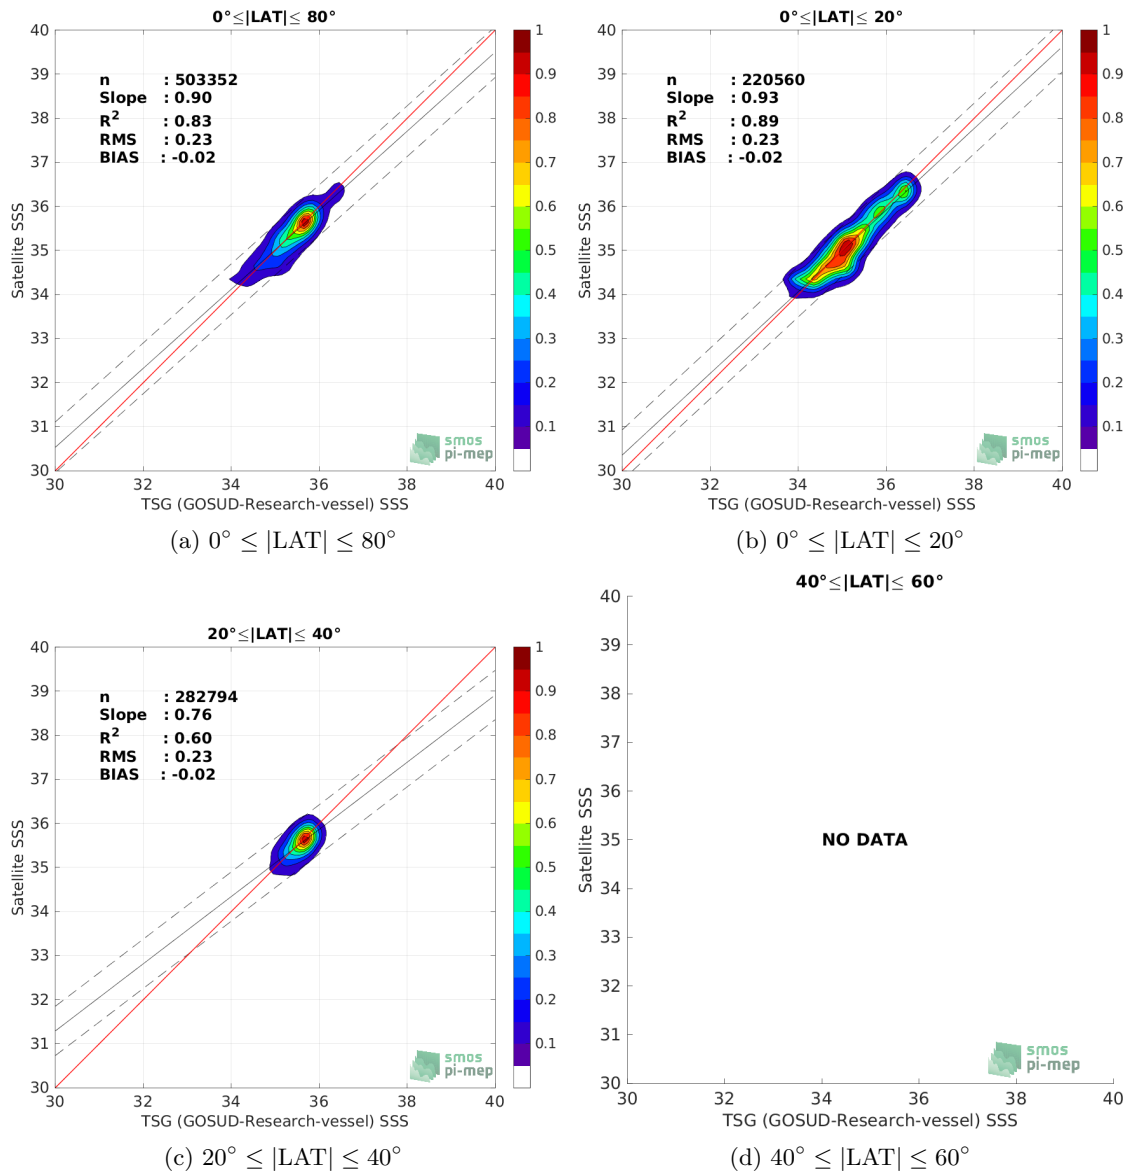 0°≤|LAT|≤ 80°
n : 503352
Slope : 0.90
R² : 0.83
RMS : 0.23
BIAS : -0.02
40
39
38
37
36
35
34
33
32
31
30
Satellite SSS
30 32 34 36 38 40
TSG (GOSUD-Research-vessel) SSS
1
0.9
0.8
0.7
0.6
0.5
0.4
0.3
0.2
0.1
smos
pi-mep
(a) 0° ≤ |LAT| ≤ 80°
0°≤|LAT|≤ 20°
n : 220560
Slope : 0.93
R² : 0.89
RMS : 0.23
BIAS : -0.02
40
39
38
37
36
35
34
33
32
31
30
Satellite SSS
30 32 34 36 38 40
TSG (GOSUD-Research-vessel) SSS
1
0.9
0.8
0.7
0.6
0.5
0.4
0.3
0.2
0.1
smos
pi-mep
(b) 0° ≤ |LAT| ≤ 20°
20°≤|LAT|≤ 40°
n : 282794
Slope : 0.76
R² : 0.60
RMS : 0.23
BIAS : -0.02
40
39
38
37
36
35
34
33
32
31
30
Satellite SSS
30 32 34 36 38 40
TSG (GOSUD-Research-vessel) SSS
1
0.9
0.8
0.7
0.6
0.5
0.4
0.3
0.2
0.1
smos
pi-mep
(c) 20° ≤ |LAT| ≤ 40°
40°≤|LAT|≤ 60°
40
39
38
37
36
35
34
33
32
31
30
Satellite SSS
NO DATA
30 32 34 36 38 40
TSG (GOSUD-Research-vessel) SSS
smos
pi-mep
(d) 40° ≤ |LAT| ≤ 60°